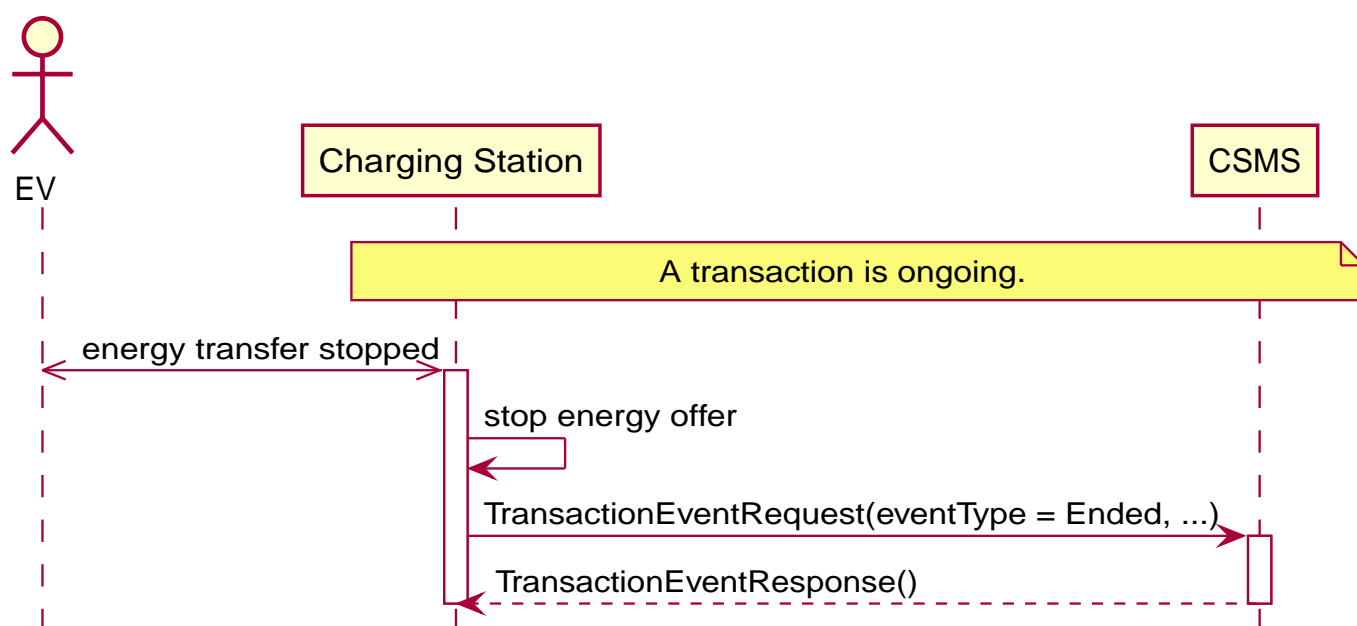 EV
Charging Station
CSMS
A transaction is ongoing.
energy transfer stopped
stop energy offer
TransactionEventRequest(eventType = Ended, ...)
TransactionEventResponse()